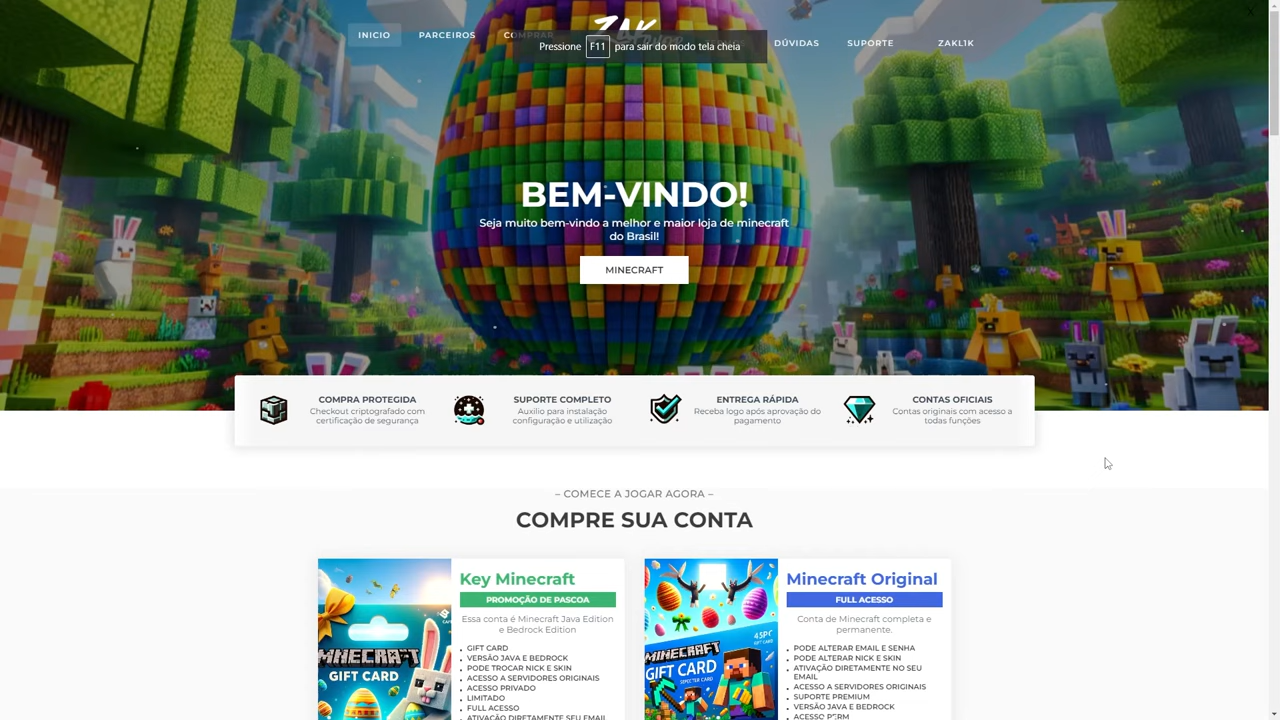 INICIO
PARCEIROS
COMPRAR
ZAK
DÚVIDAS
SUPORTE
ZAKL1K
Pressione F11 para sair do modo tela cheia
BEM-VINDO!
Seja muito bem-vindo a melhor e maior loja de minecraft
do Brasil!
MINECRAFT
COMPRA PROTEGIDA
Checkout criptografado com
certificação de segurança
SUPORTE COMPLETO
Auxilio para instalação
configuração e utilização
ENTREGA RÁPIDA
Receba logo após aprovação do
pagamento
CONTAS OFICIAIS
Contas originais com acesso a
todas funções
– COMECE A JOGAR AGORA –
COMPRE SUA CONTA
MINECRAFT
GIFT CARD
Key Minecraft
PROMOÇÃO DE PASCOA
Essa conta é Minecraft Java Edition
e Bedrock Edition
GIFT CARD
VERSÃO JAVA E BEDROCK
PODE TROCAR NICK E SKIN
ACESSO A SERVIDORES ORIGINAIS
ACESSO PRIVADO
LIMITADO
FULL ACESSO
ATIVAÇÃO DIRETAMENTE SEU EMAIL
MINECRAFT
GIFT CARD
Minecraft Original
FULL ACESSO
Conta de Minecraft completa e
permanente.
PODE ALTERAR EMAIL E SENHA
PODE ALTERAR NICK E SKIN
ATIVAÇÃO DIRETAMENTE NO SEU
EMAIL
ACESSO A SERVIDORES ORIGINAIS
SUPORTE PREMIUM
VERSÃO JAVA E BEDROCK